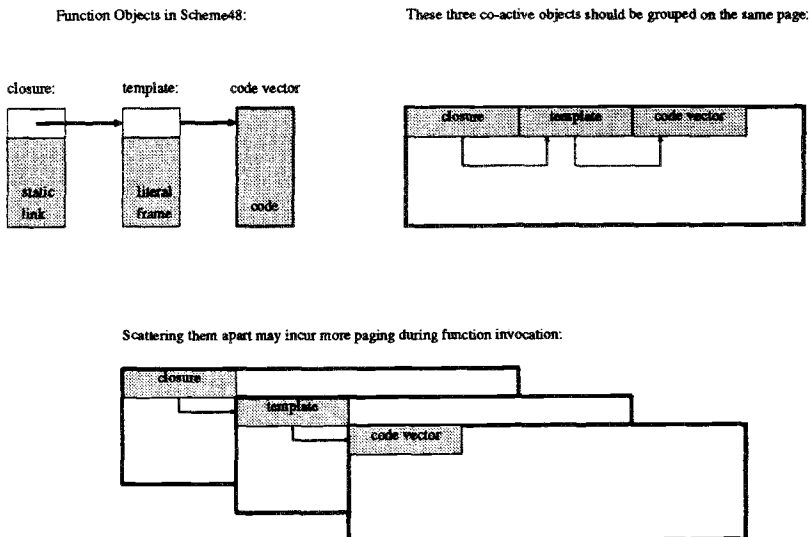 Function Objects in Scheme48:
These three co-active objects should be grouped on the same page:
closure:
template:
code vector
static
link
literal
frame
code
closure
template
code vector
Scattering them apart may incur more paging during function invocation:
closure
template
code vector